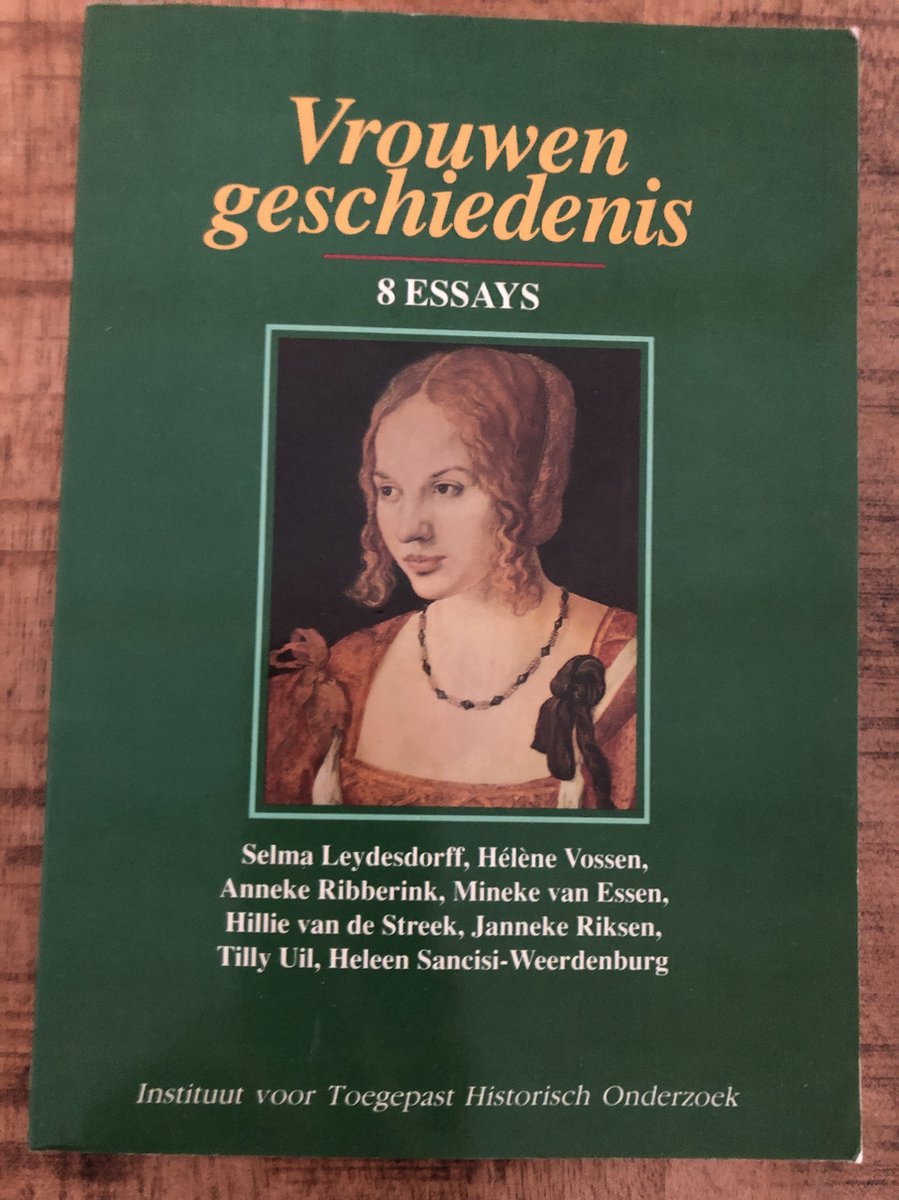 Vrouwen
geschiedenis
8 ESSAYS
Selma Leydesdorff, Hélène Vossen,
Anneke Ribberink, Mineke van Essen,
Hillie van de Streek, Janneke Riksen,
Tilly Uil, Heleen Sancisi-Weerdenburg
Instituut voor Toegepast Historisch Onderzoek